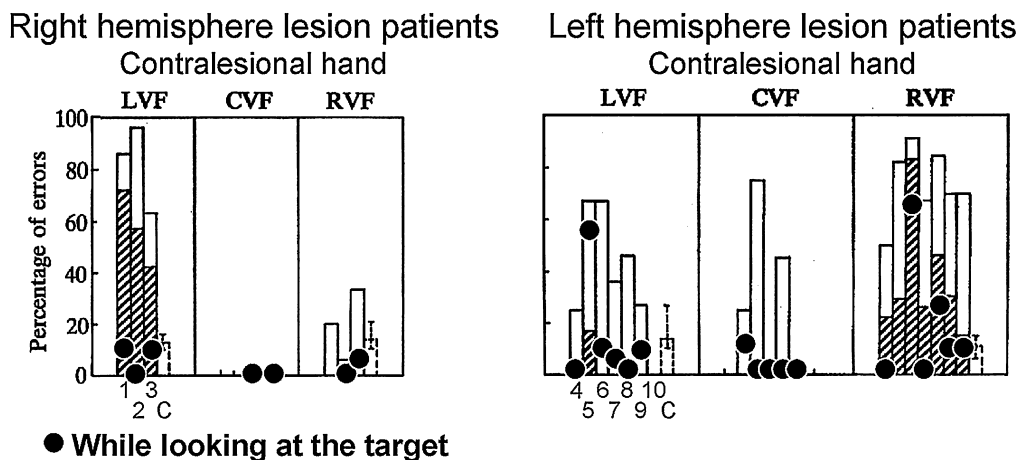 Right hemisphere lesion patients
Contralesional hand
LVF CVF RVF
Percentage of errors
100
80
60
40
20
0
1 3
2 C
Left hemisphere lesion patients
Contralesional hand
LVF CVF RVF
4 6 8 10
5 7 9 C
While looking at the target